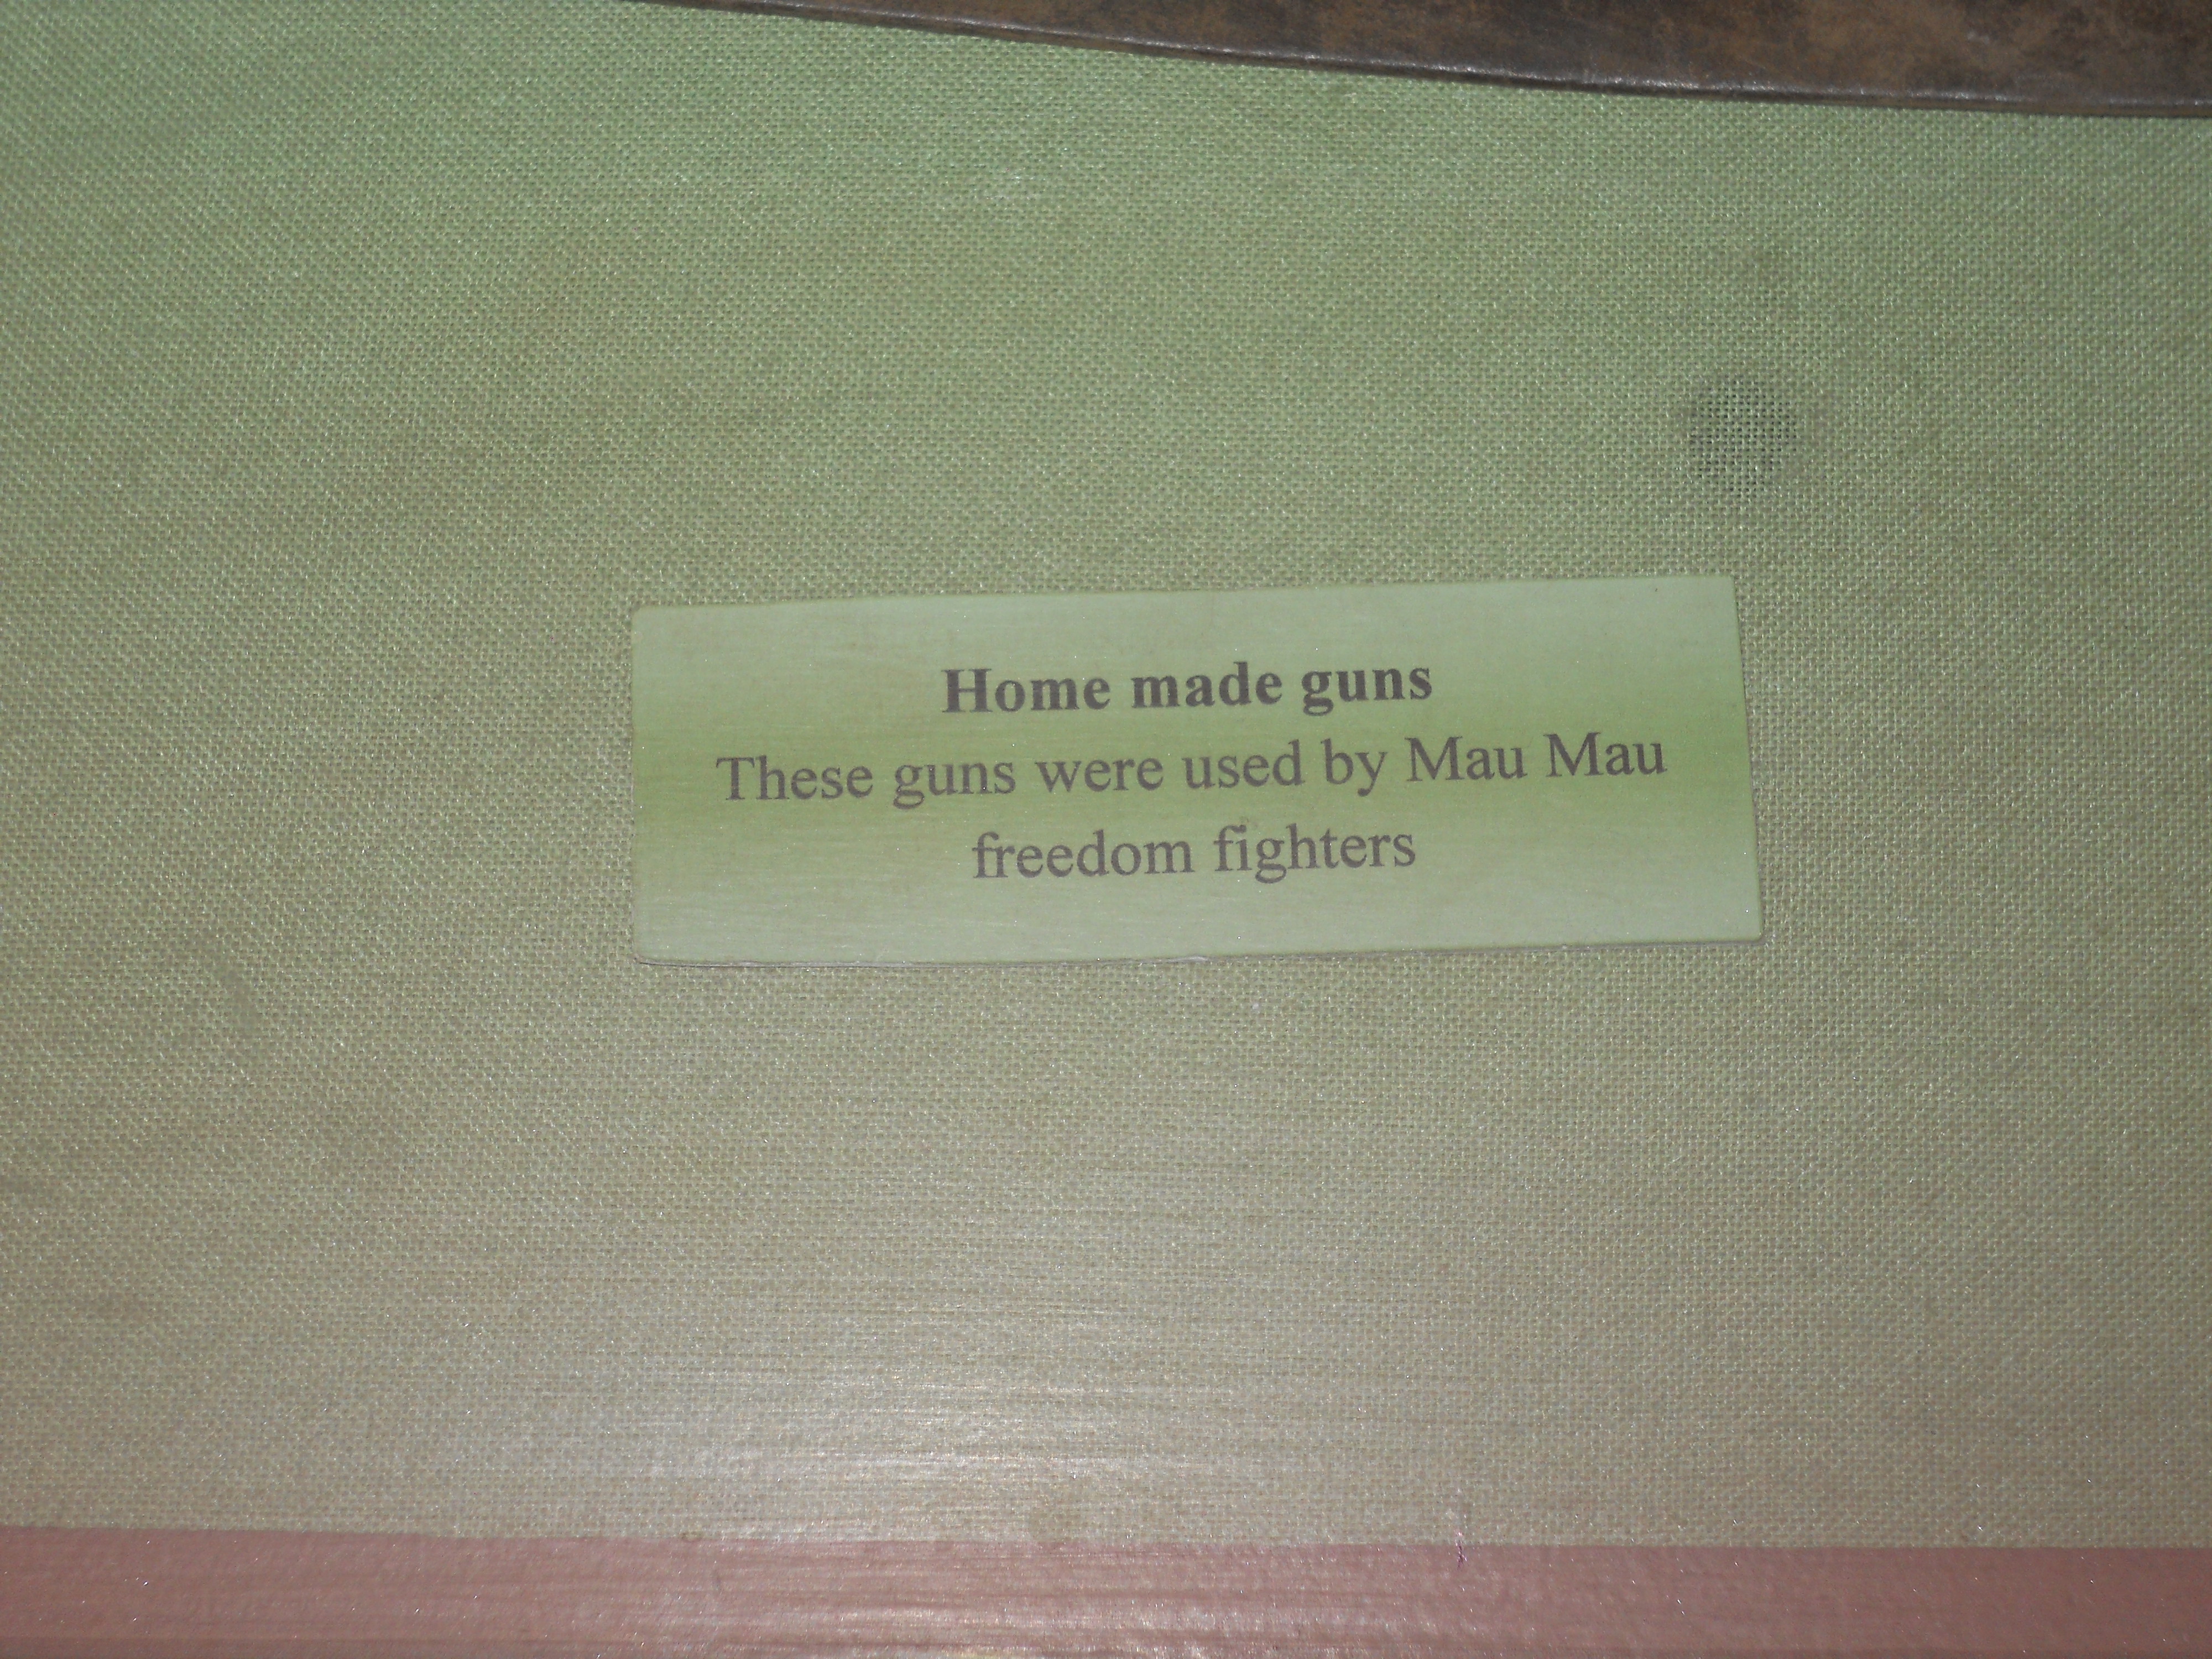 Home made guns
These guns were used by Mau Mau
freedom fighters